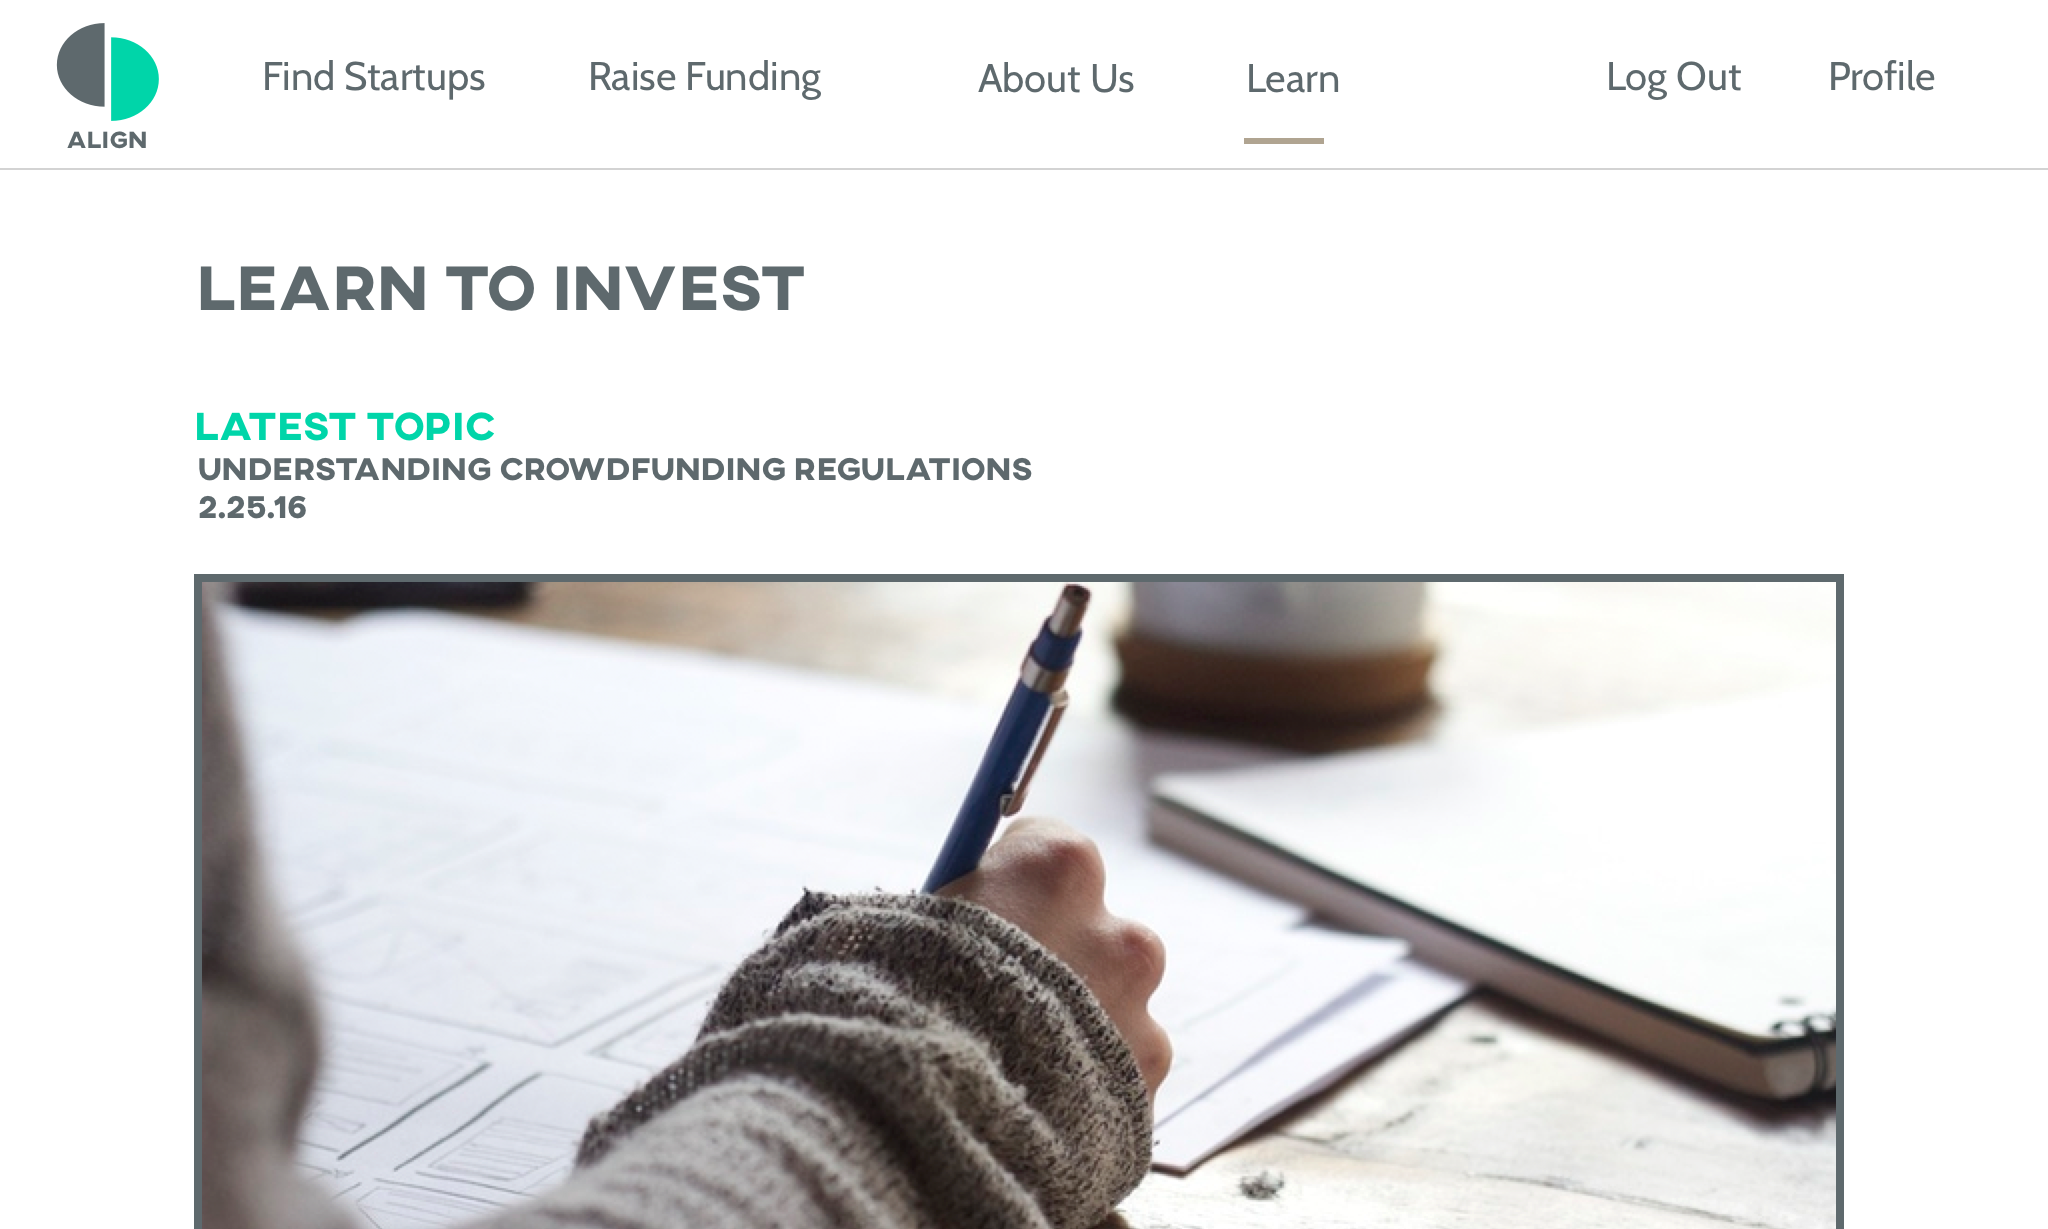 ALIGN
Find Startups
Raise Funding
About Us
Learn
Log Out
Profile
LEARN TO INVEST
LATEST TOPIC
UNDERSTANDING CROWDFUNDING REGULATIONS
2.25.16